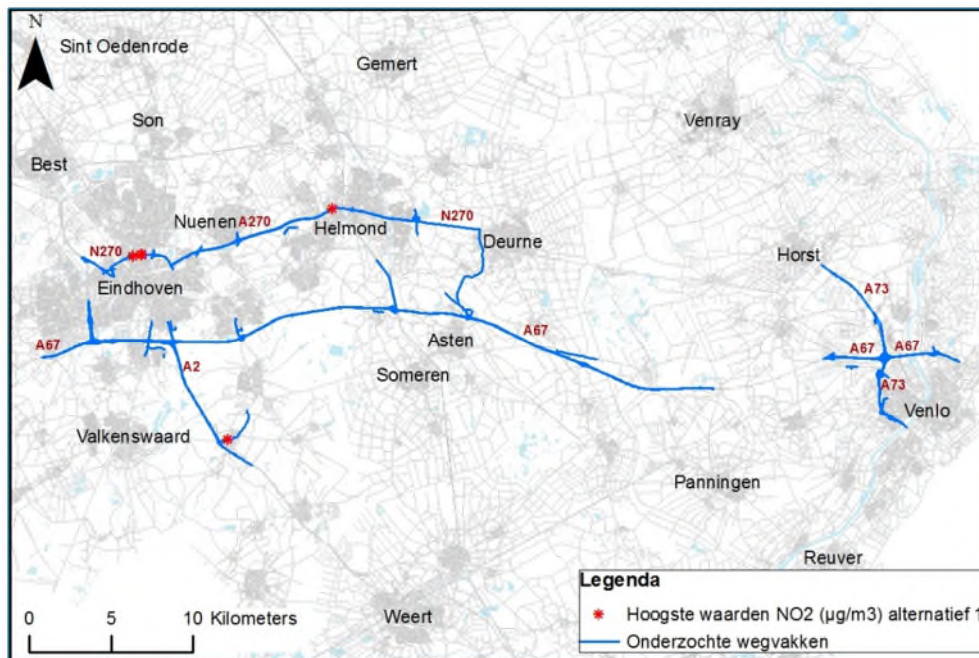 N
Sint Oedenrode
Gemert
Son
Venray
Best
Nuenen
A270
N270
Helmond
Deurne
N270
Horst
Eindhoven
A73
A67
A67
A67
A67
Asten
A2
Someren
A73
Venlo
Valkenswaard
Panningen
Reuver
Weert
0 5 10 Kilometers
Legenda
Hoogste waarden NO2 (µg/m3) alternatief 1
Onderzochte wegvakken